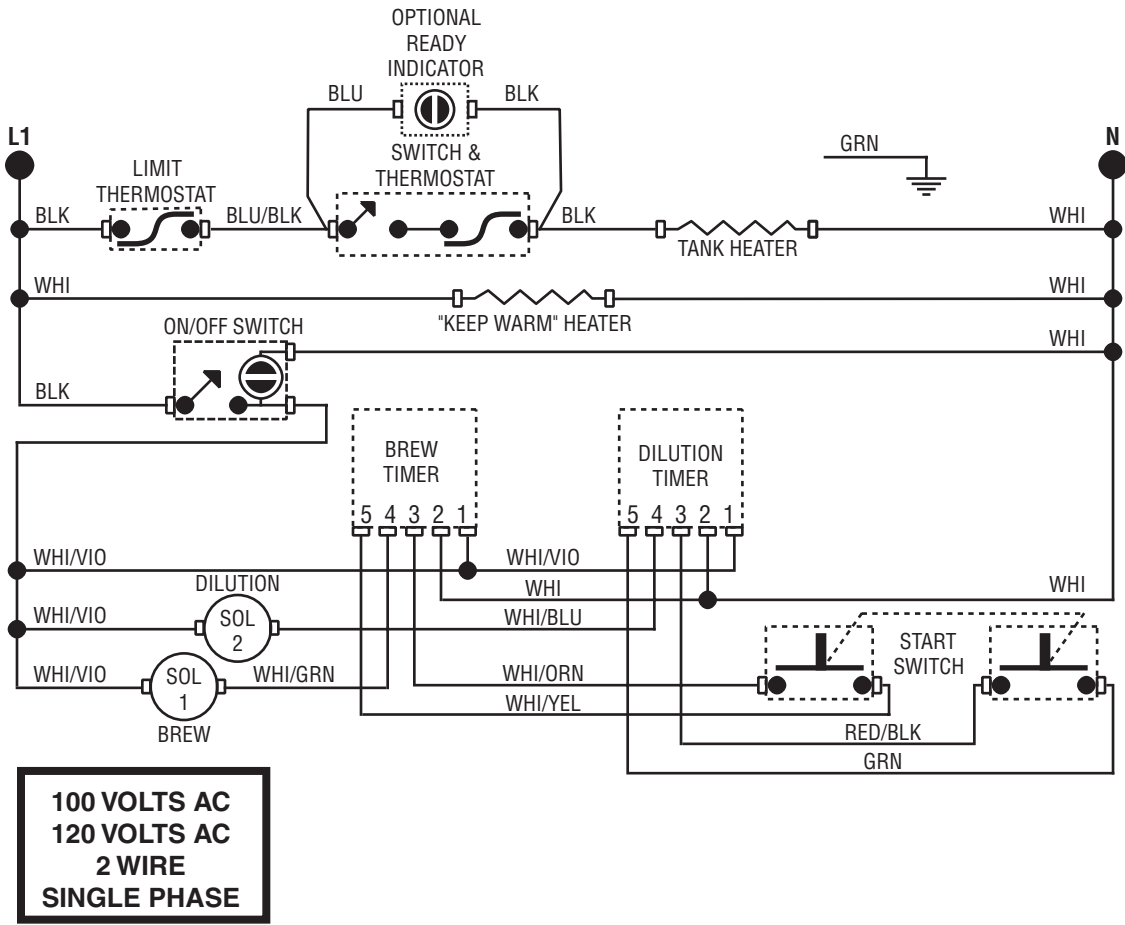 OPTIONAL
READY
INDICATOR
BLU
BLK
L1
N
GRN
LIMIT
THERMOSTAT
SWITCH &
THERMOSTAT
BLK
BLU/BLK
BLK
WHI
TANK HEATER
WHI
WHI
"KEEP WARM" HEATER
ON/OFF SWITCH
WHI
BLK
BREW
TIMER
DILUTION
TIMER
5 4 3 2 1
5 4 3 2 1
WHI/VIO
WHI/VIO
DILUTION
WHI
WHI
WHI/VIO
SOL
2
WHI/BLU
START
SWITCH
WHI/VIO
SOL
1
WHI/GRN
WHI/ORN
WHI/YEL
BREW
RED/BLK
GRN
100 VOLTS AC
120 VOLTS AC
2 WIRE
SINGLE PHASE